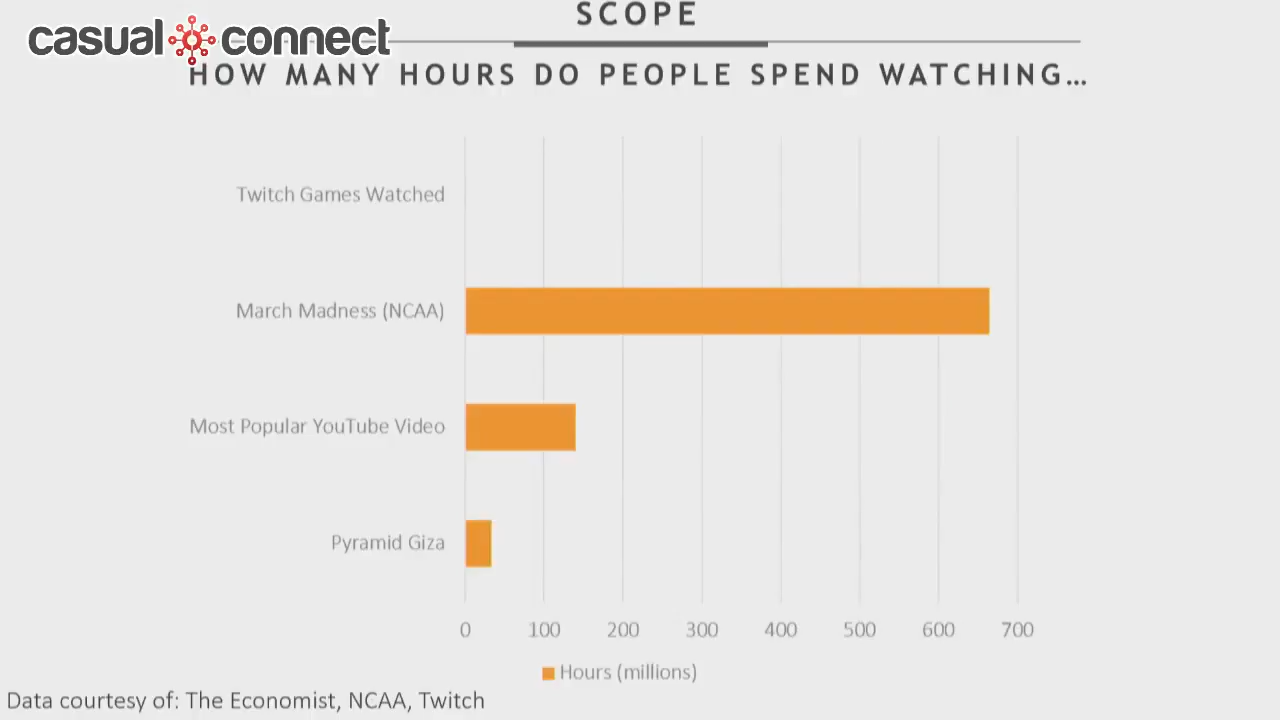 SCOPE
casual connect
HOW MANY HOURS DO PEOPLE SPEND WATCHING…
Twitch Games Watched
March Madness (NCAA)
Most Popular YouTube Video
Pyramid Giza
0 100 200 300 400 500 600 700
Hours (millions)
Data courtesy of: The Economist, NCAA, Twitch